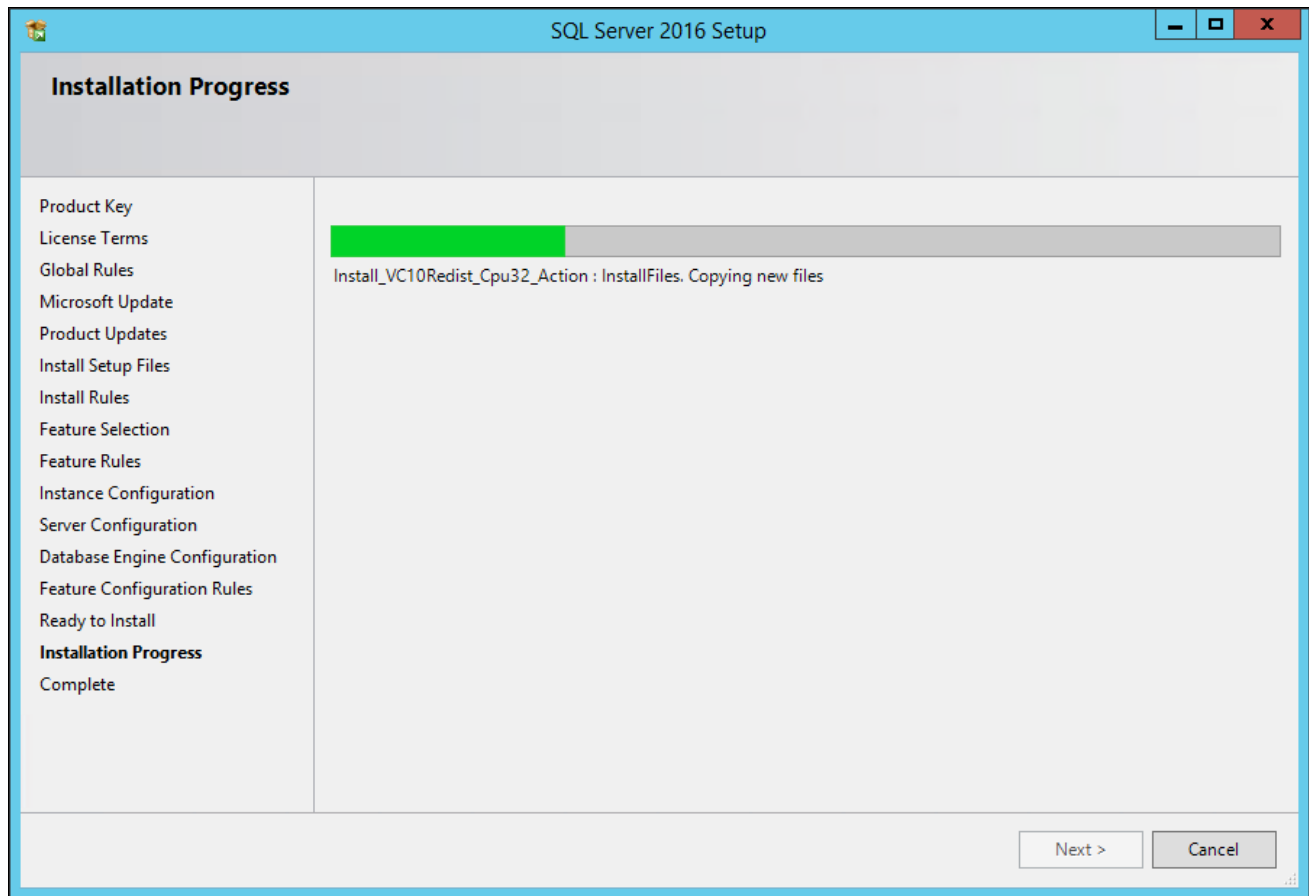 SQL Server 2016 Setup
Installation Progress
Product Key
License Terms
Global Rules
Microsoft Update
Product Updates
Install Setup Files
Install Rules
Feature Selection
Feature Rules
Instance Configuration
Server Configuration
Database Engine Configuration
Feature Configuration Rules
Ready to Install
Installation Progress
Complete
Install_VC10Redist_Cpu32_Action : InstallFiles. Copying new files
Next >
Cancel